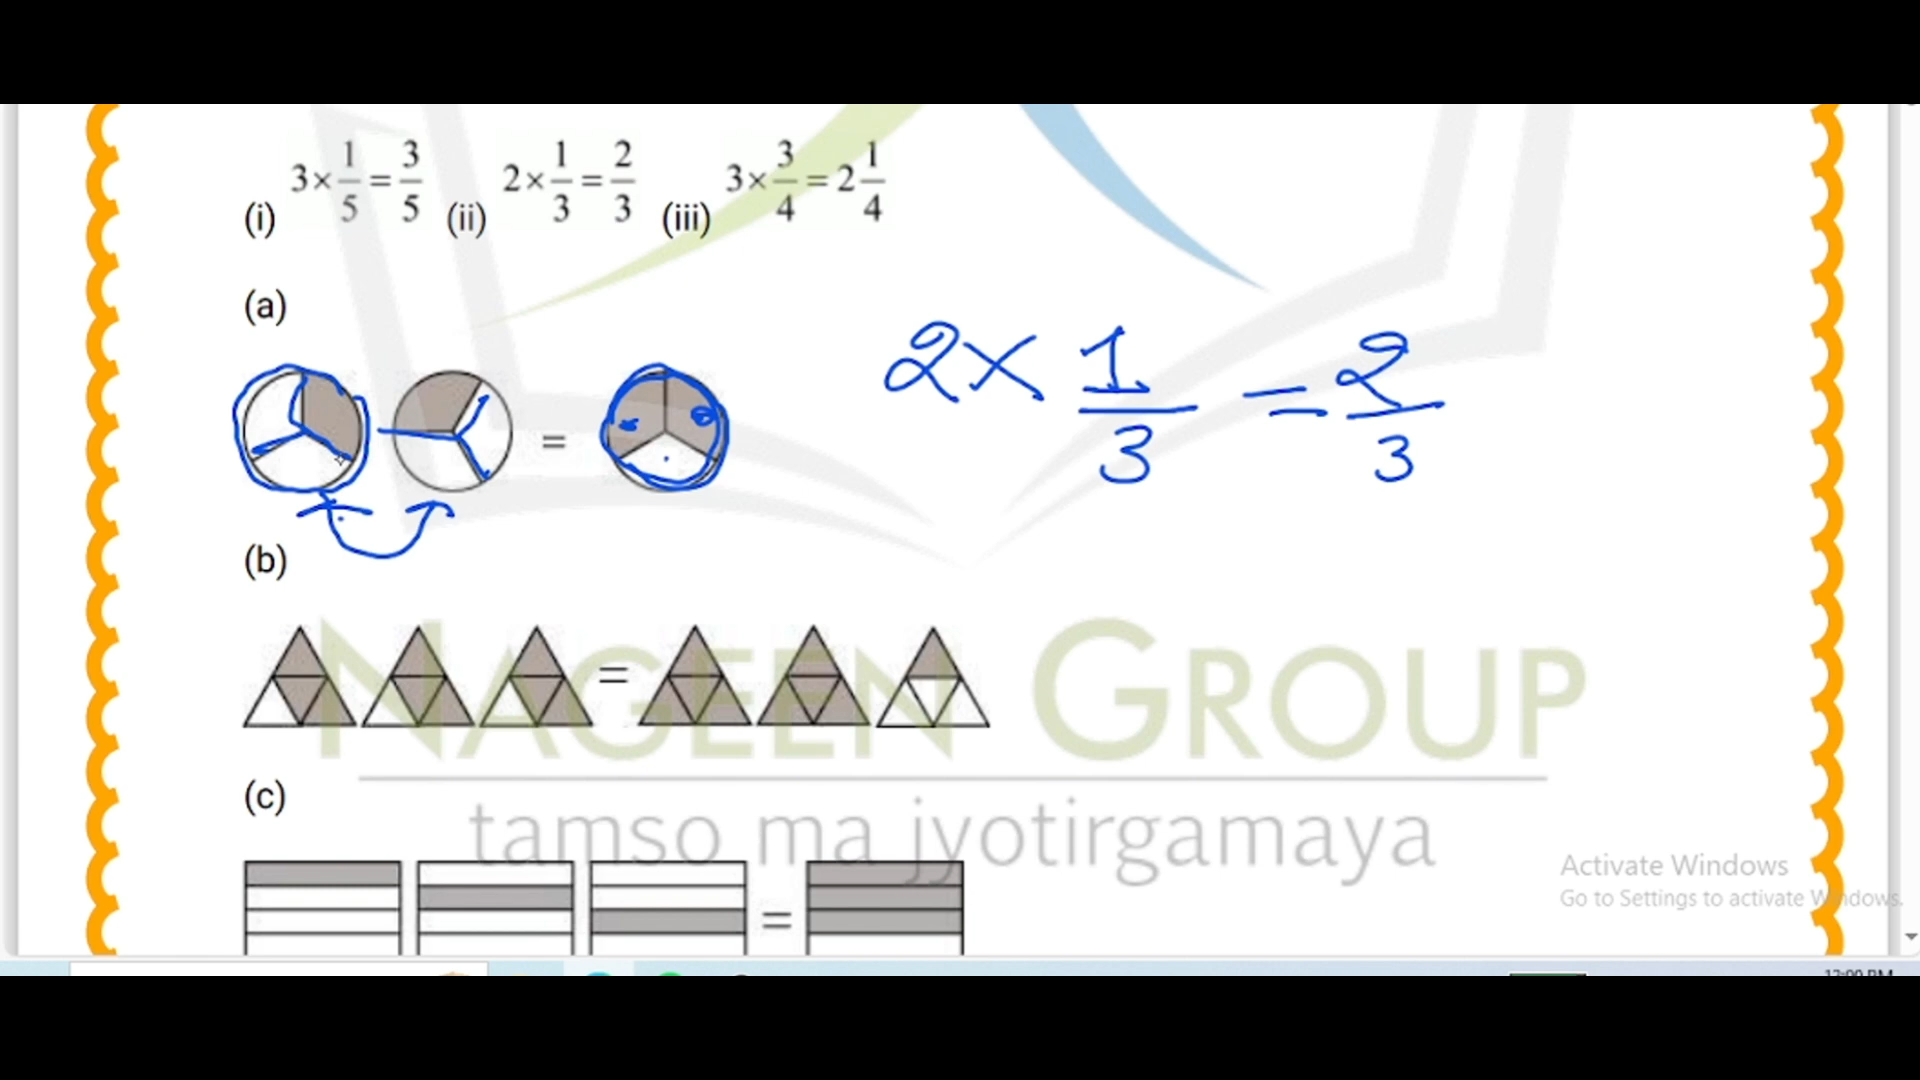 (i) 3×1/5=3/5 (ii) 2×1/3=2/3 (iii) 3×3/4=2 1/4
(a)
=
2×1/3=2/3
(b)
=
NAGEEN GROUP
(c)
tamso ma jyotirgamaya
=
Activate Windows
Go to Settings to activate Windows.